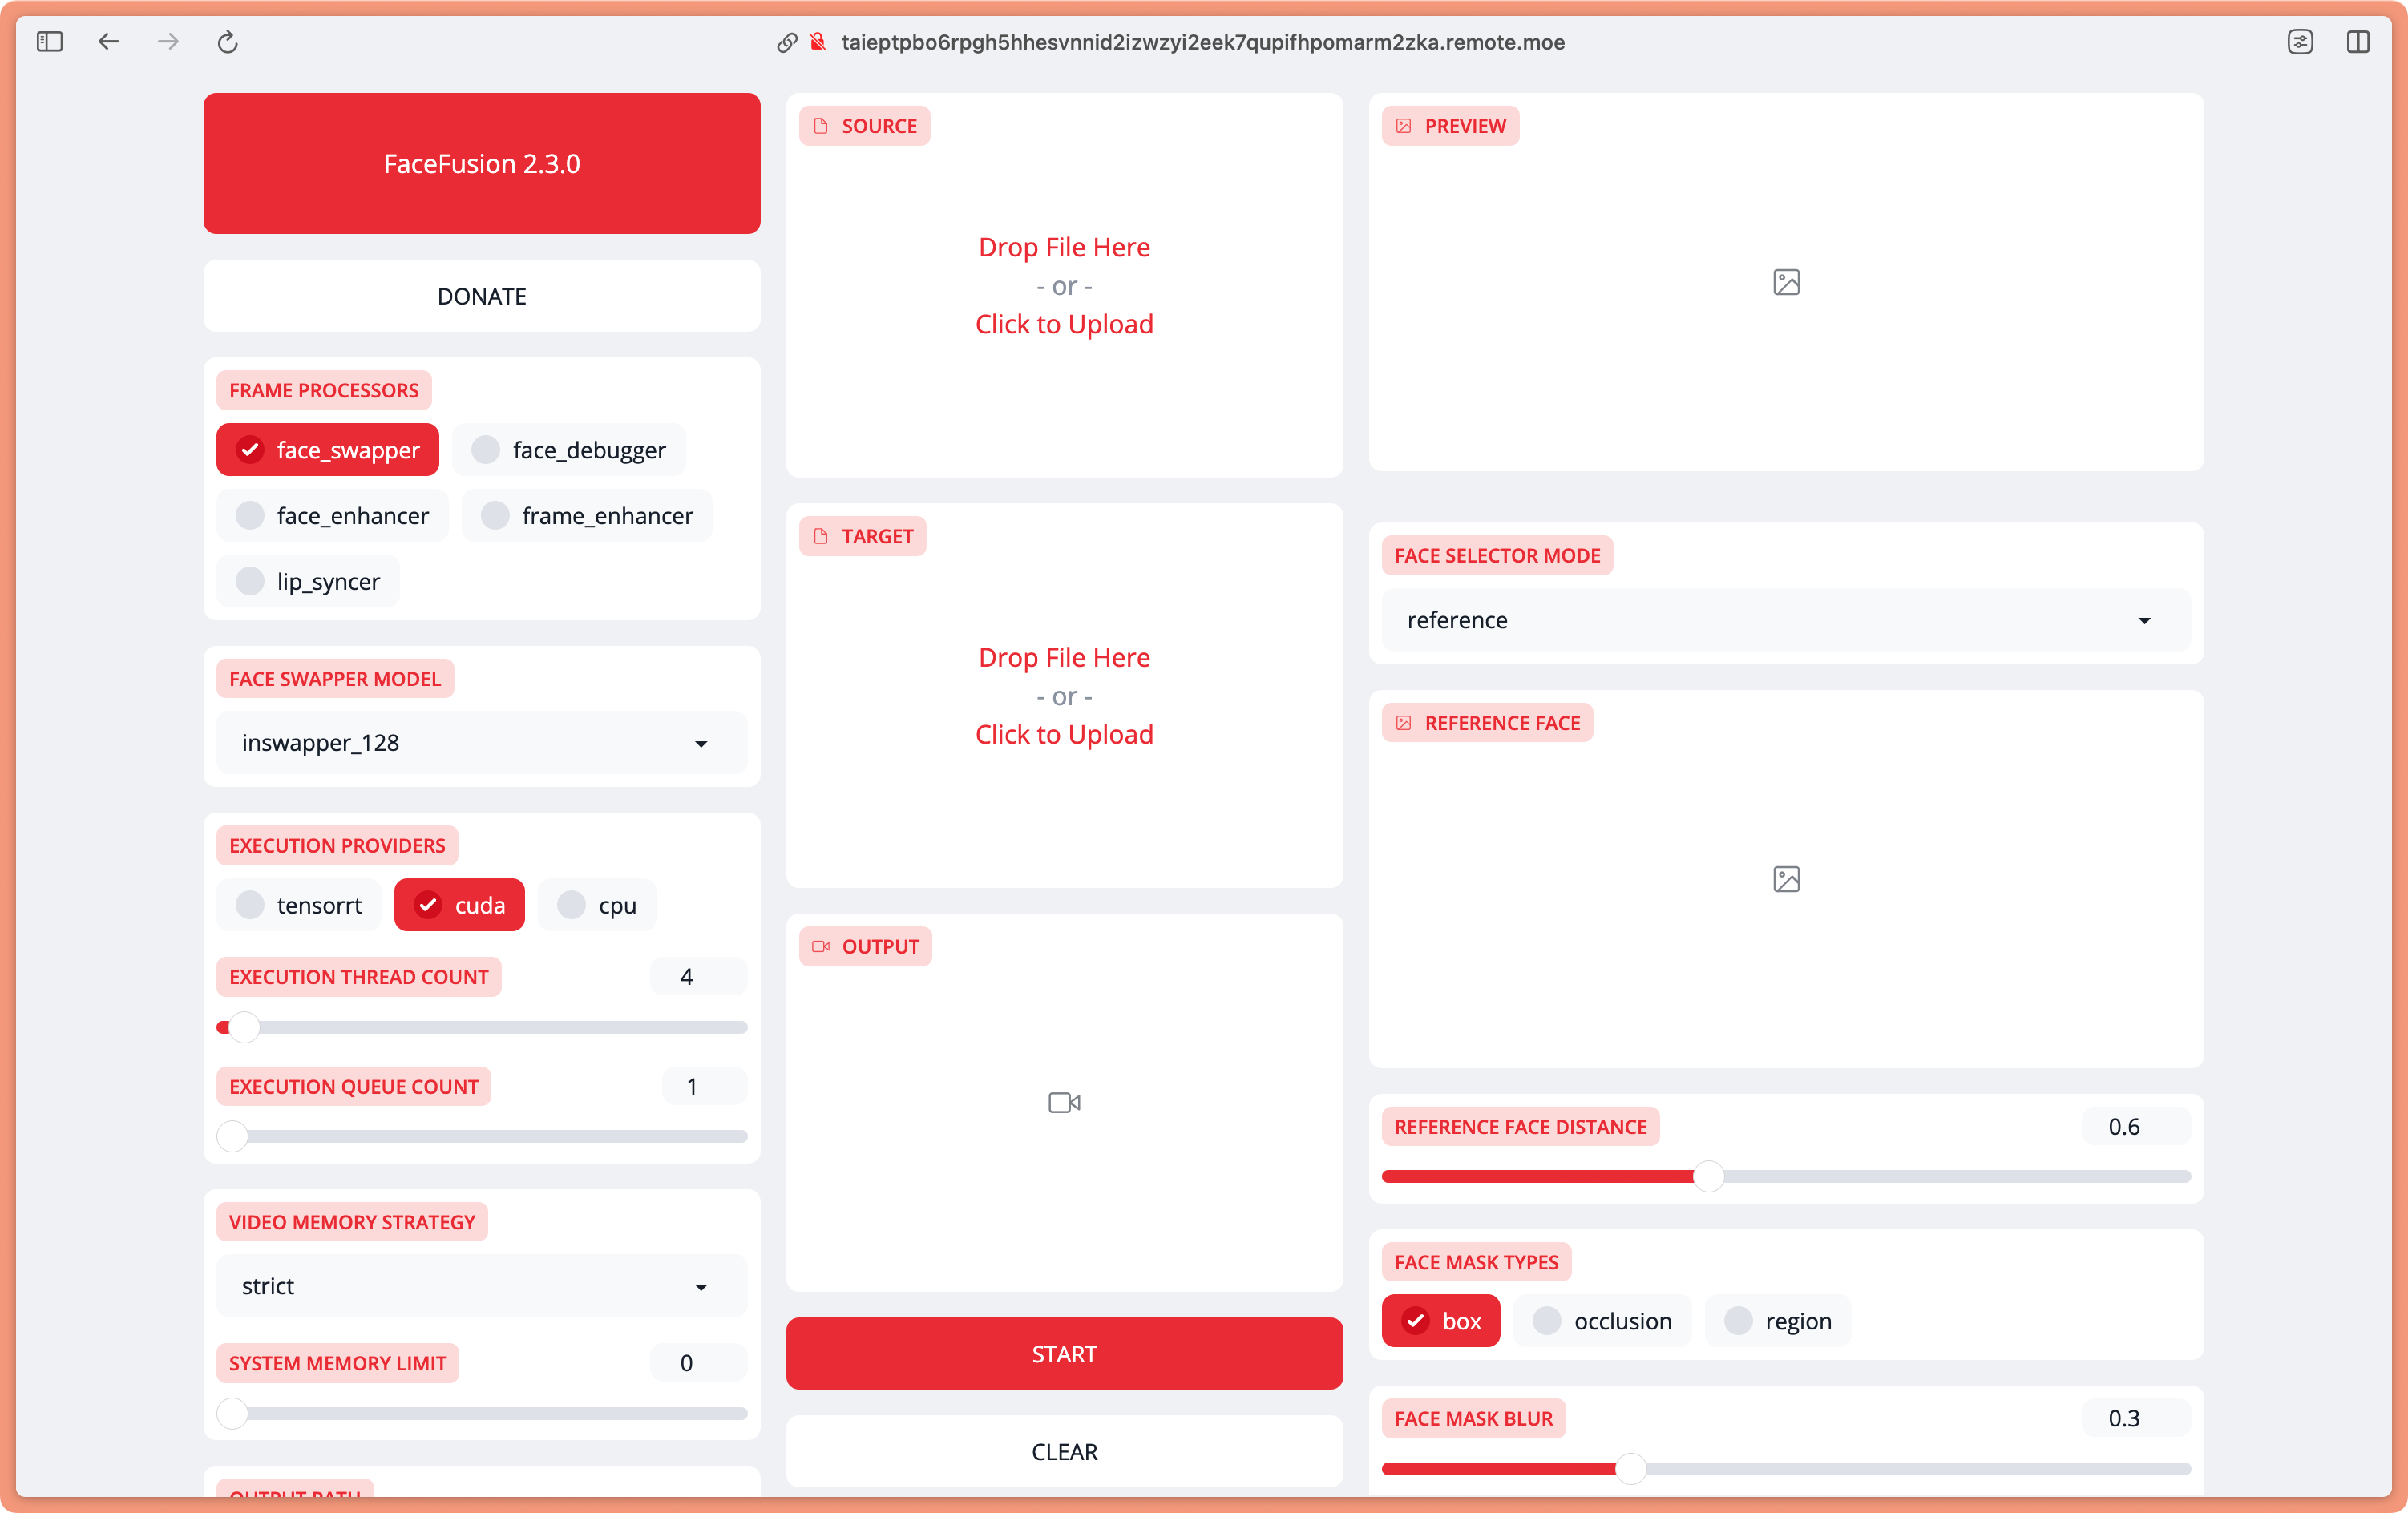 taieptpbo6rpgh5hhesvnnid2izwzyi2eek7qupifhpomarm2zka.remote.moe
FaceFusion 2.3.0
DONATE
FRAME PROCESSORS
face_swapper
face_debugger
face_enhancer
frame_enhancer
lip_syncer
FACE SWAPPER MODEL
inswapper_128
EXECUTION PROVIDERS
tensorrt
cuda
cpu
EXECUTION THREAD COUNT
4
EXECUTION QUEUE COUNT
1
VIDEO MEMORY STRATEGY
strict
SYSTEM MEMORY LIMIT
0
OUTPUT PATH
SOURCE
Drop File Here
- or -
Click to Upload
TARGET
Drop File Here
- or -
Click to Upload
OUTPUT
START
CLEAR
PREVIEW
FACE SELECTOR MODE
reference
REFERENCE FACE
REFERENCE FACE DISTANCE
0.6
FACE MASK TYPES
box
occlusion
region
FACE MASK BLUR
0.3